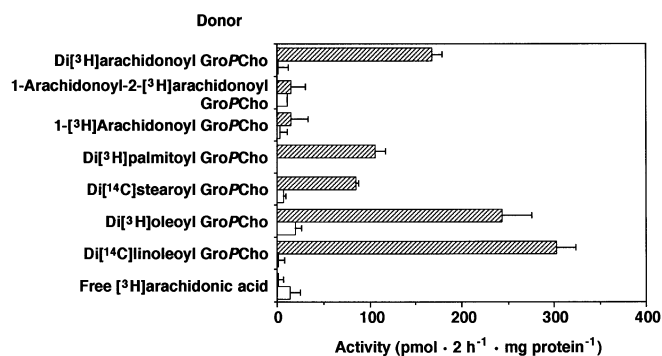 Donor
Di[³H]arachidonoyl GroPCho
1-Arachidonoyl-2-[³H]arachidonoyl
GroPCho
1-[³H]Arachidonoyl GroPCho
Di[³H]palmitoyl GroPCho
Di[¹⁴C]stearoyl GroPCho
Di[³H]oleoyl GroPCho
Di[¹⁴C]linoleoyl GroPCho
Free [³H]arachidonic acid
0 100 200 300 400
Activity (pmol · 2 h⁻¹ · mg protein⁻¹)